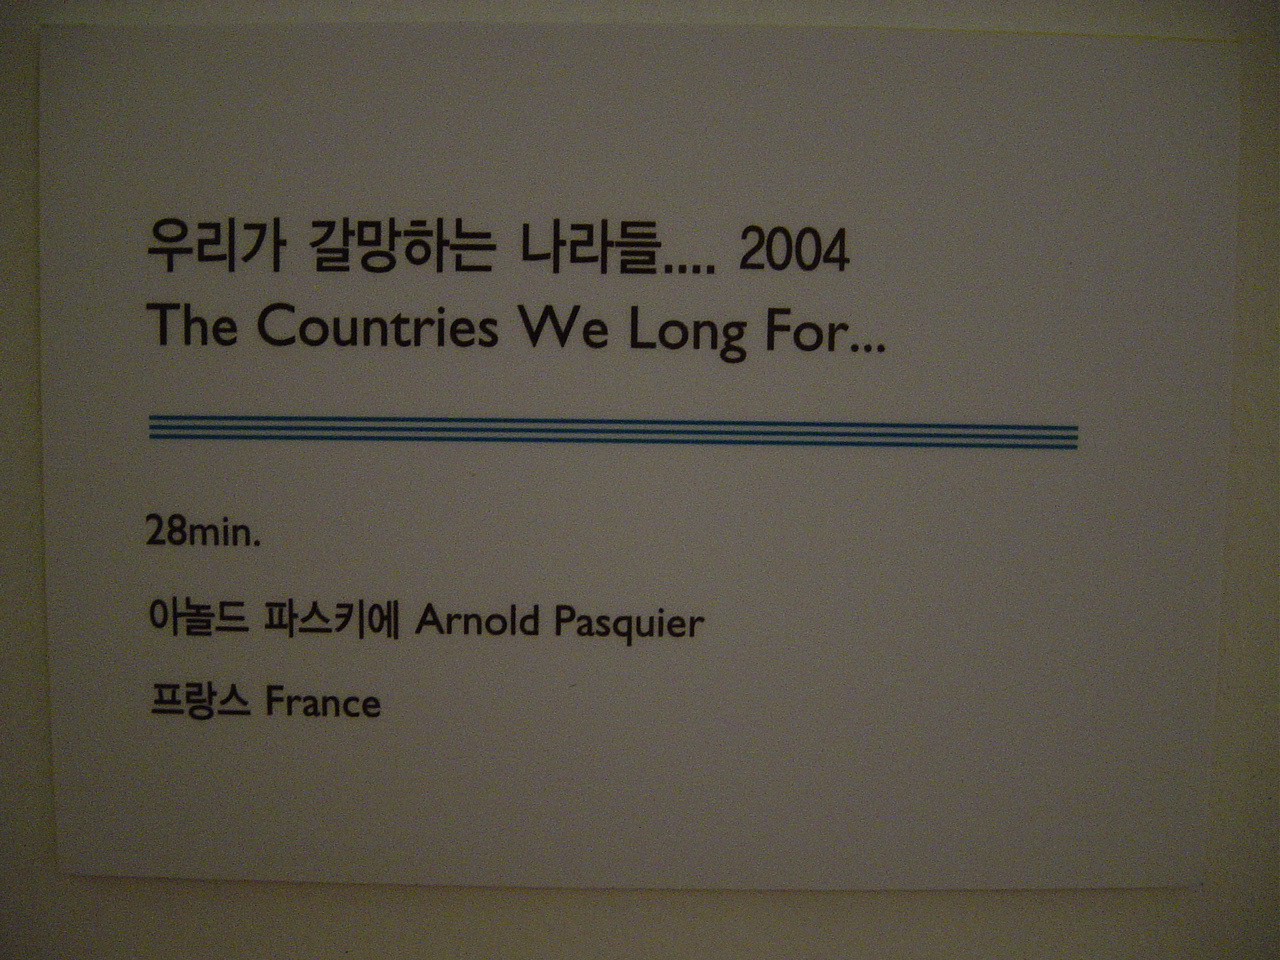 우리가 갈망하는 나라들.... 2004
The Countries We Long For...
28min.
아놀드 파스키에 Arnold Pasquier
프랑스 France